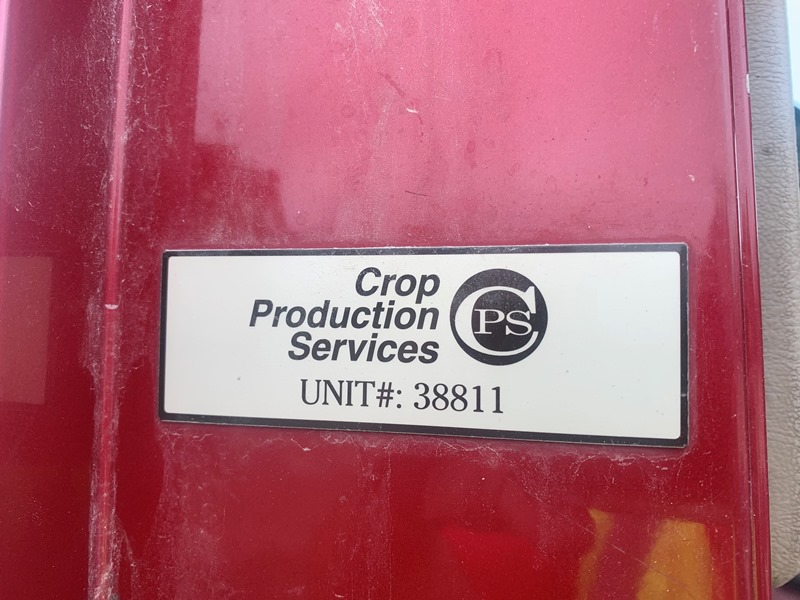 Crop
Production
Services
CPS
UNIT#: 38811